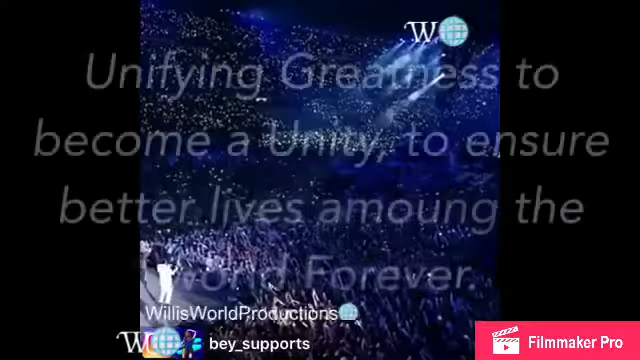 W
Unifying Greatness to
become a Unity, to ensure
better lives amoung the
World Forever.
WillisWorldProductions
W
bey_supports
Filmmaker Pro